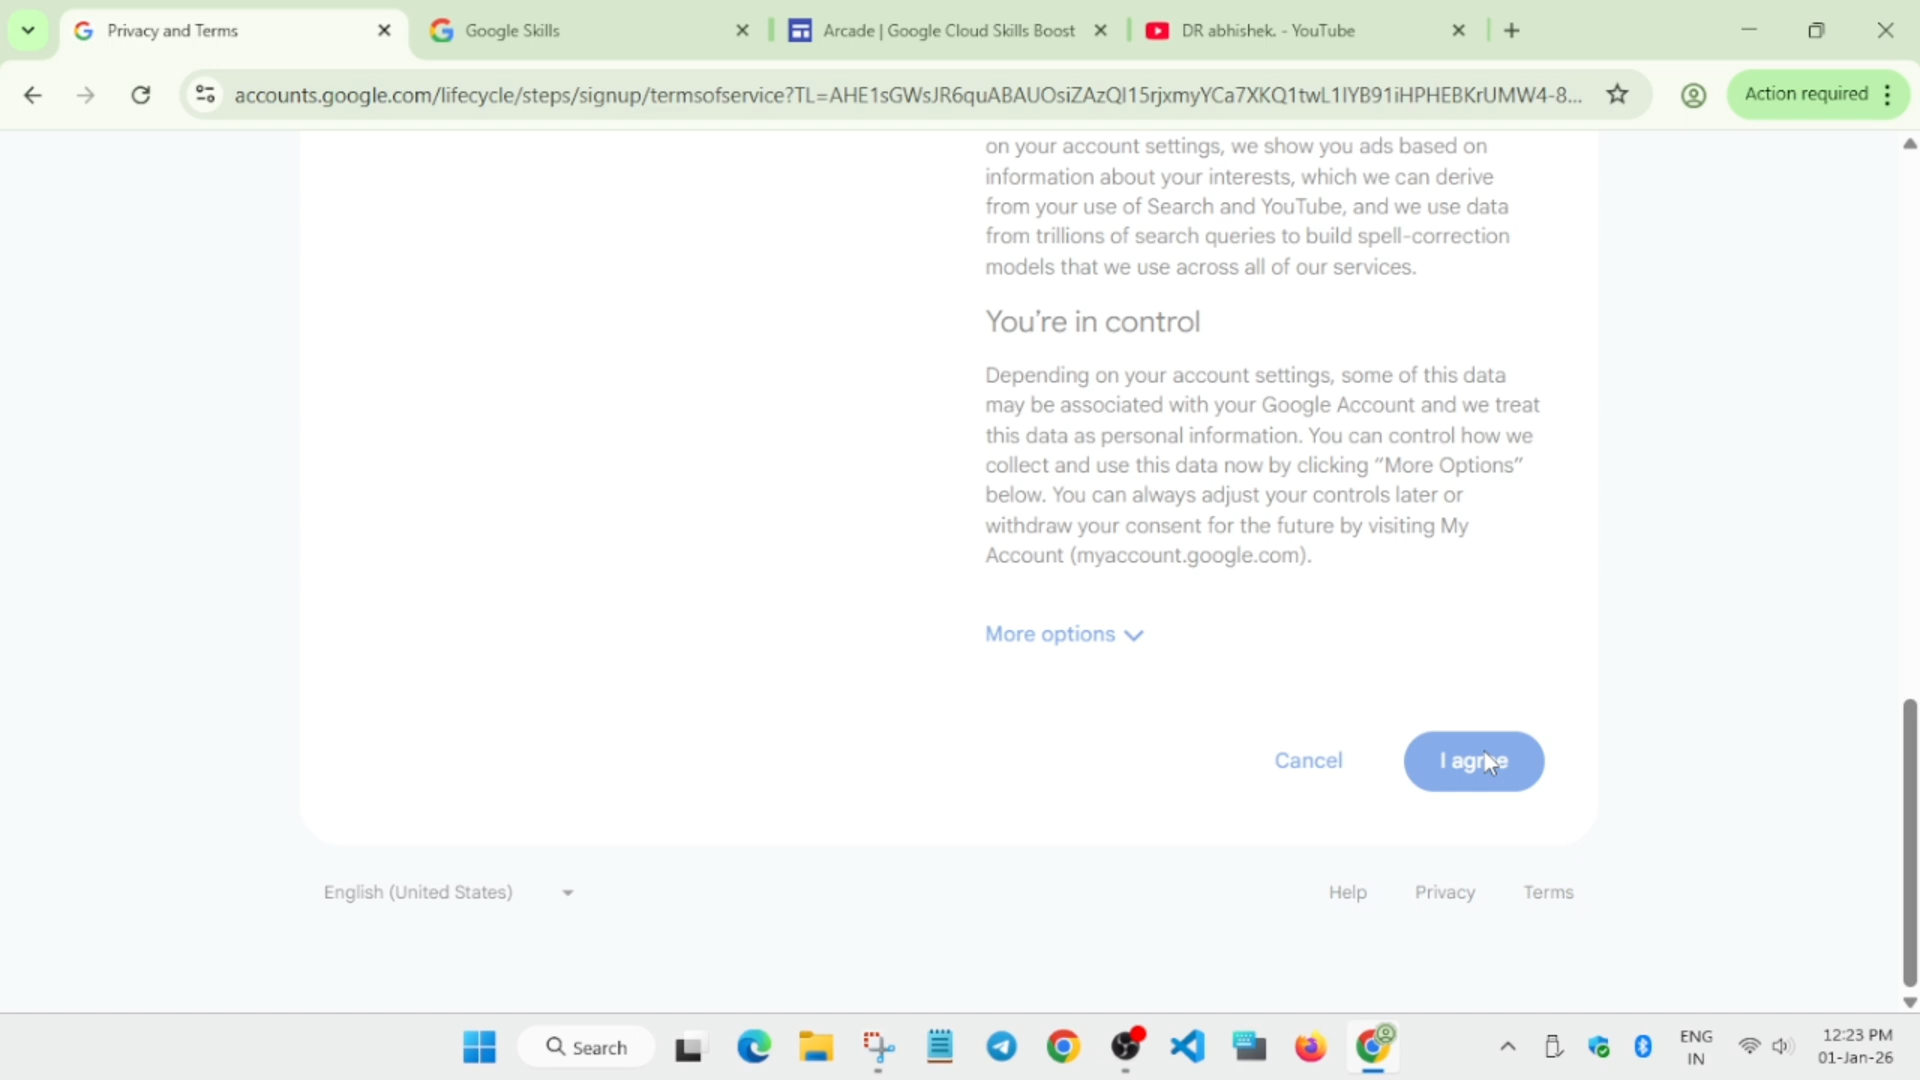 Privacy and Terms
Google Skills
Arcade | Google Cloud Skills Boost
DR abhishek. - YouTube
accounts.google.com/lifecycle/steps/signup/termsofservice?TL=AHE1sGWsJR6quABAUOsiZAzQI15rjxmyYCa7XKQ1twL1IYB91iHPHEBKrUMW4-8...
Action required
on your account settings, we show you ads based on
information about your interests, which we can derive
from your use of Search and YouTube, and we use data
from trillions of search queries to build spell-correction
models that we use across all of our services.
You're in control
Depending on your account settings, some of this data
may be associated with your Google Account and we treat
this data as personal information. You can control how we
collect and use this data now by clicking “More Options”
below. You can always adjust your controls later or
withdraw your consent for the future by visiting My
Account (myaccount.google.com).
More options
Cancel
I agree
English (United States)
Help
Privacy
Terms
Search
ENG
IN
12:23 PM
01-Jan-26